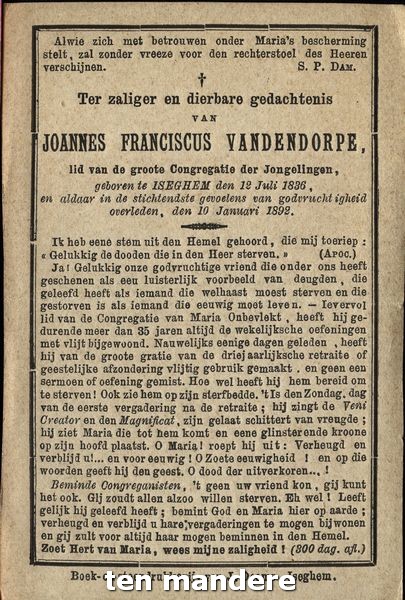 Alwie zich met betrouwen onder Maria's bescherming
stelt, zal zonder vreeze voor den rechterstoel des Heeren
verschijnen. S. P. DAM.
†
Ter zaliger en dierbare gedachtenis
VAN
JOANNES FRANCISCUS VANDENDORPE,
lid van de groote Congregatie der Jongelingen,
geboren te ISEGHEM den 12 Juli 1836,
en aldaar in de stichtendste gevoelens van godvruchtigheid
overleden, den 10 Januari 1892.
Ik heb eene stem uit den Hemel gehoord, die mij toeriep :
« Gelukkig de dooden die in den Heer sterven. » (APOC.)
Ja! Gelukkig onze godvruchtige vriend die onder ons heeft
geschenen als een luisterlijk voorbeeld van deugden, die
geleefd heeft als iemand die welhaast moest sterven en die
gestorven is als iemand die eeuwig moet leven. — Ievervol
lid van de Congregatie van Maria Onbevlekt, heeft hij ge-
durende meer dan 35 jaren altijd de wekelijksche oefeningen
met vlijt bijgewoond. Nauwelijks eenige dagen geleden, heeft
hij van de groote gratie van de driejaarlijksche retraite of
geestelijke afzondering vlijtig gebruik gemaakt. en geen een
sermoen of oefening gemist. Hoe wel heeft hij hem bereid om
te sterven! Ook zie hem op zijn sterfbedde. 't Is den Zondag, dag
van de eerste vergadering na de retraite; hij zingt de Veni
Creator en den Magnificat, zijn gelaat schittert van vreugde;
hij ziet Maria die tot hem komt en eene glinsterende kroone
op zijn hoofd plaatst. O Maria! roept hij uit: Verheugd en
verblijd u!... en voor eeuwig! O Zoete eeuwigheid! en op die
woorden geeft hij den geest. O dood der uitverkoren...!
Beminde Congreganisten, 't geen uw vriend kon, gij kunt
het ook. Gij zoudt allen alzoo willen sterven. Eh wel! Leeft
gelijk hij geleefd heeft; bemint God en Maria hier op aarde;
verheugd en verblijd u harer vergaderingen te mogen bijwonen
en gij zult voor altijd haar mogen beminnen in den Hemel.
Zoet Hert van Maria, wees mijne zaligheid! (300 dag. afl.)
Boek- Iseghem.
ten mandere